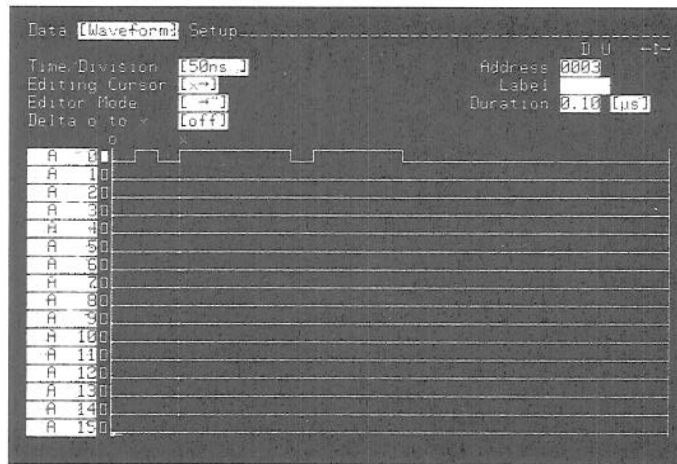 Data [Waveform] Setup
D U
Time/Division [50ns ]
Address 0003
Editing Cursor [x→]
Label
Editor Mode
Duration 0.10 [µs]
Delta o to x [off]
o x
A 0
A 1
A 2
A 3
A 4
A 5
A 6
A 7
A 8
A 9
A 10
A 11
A 12
A 13
A 14
A 15